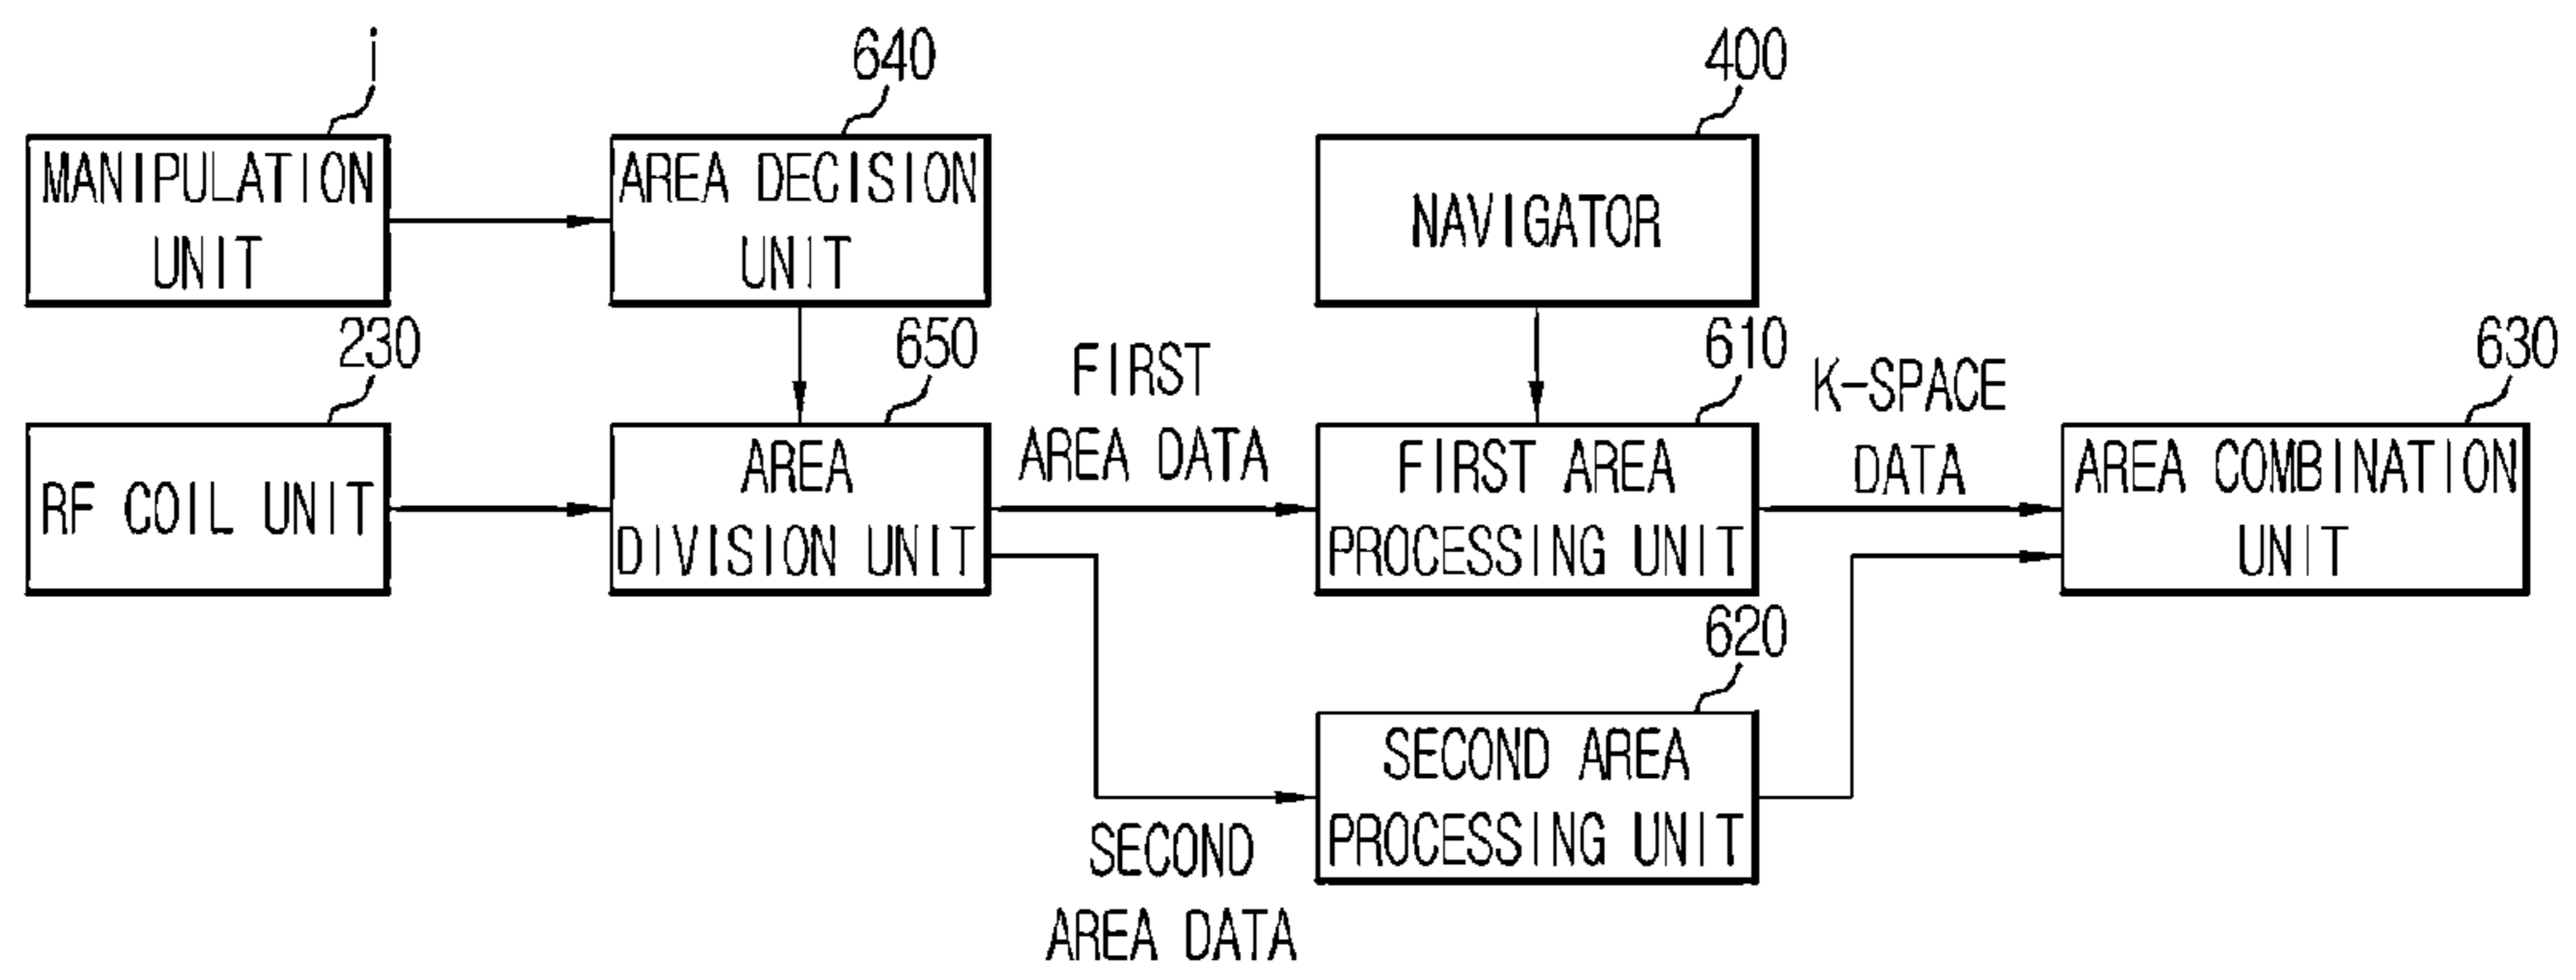 i
640
400
MANIPULATION
UNIT
AREA DECISION
UNIT
NAVIGATOR
230
650
610
630
FIRST
AREA DATA
K-SPACE
DATA
RF COIL UNIT
AREA
DIVISION UNIT
FIRST AREA
PROCESSING UNIT
AREA COMBINATION
UNIT
620
SECOND AREA
PROCESSING UNIT
SECOND
AREA DATA